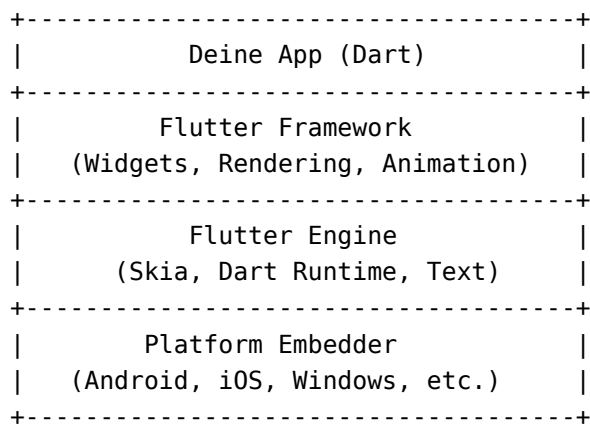 +-------------------------------------+
|           Deine App (Dart)          |
+-------------------------------------+
|         Flutter Framework           |
|   (Widgets, Rendering, Animation)   |
+-------------------------------------+
|           Flutter Engine            |
|      (Skia, Dart Runtime, Text)     |
+-------------------------------------+
|        Platform Embedder            |
|   (Android, iOS, Windows, etc.)     |
+-------------------------------------+